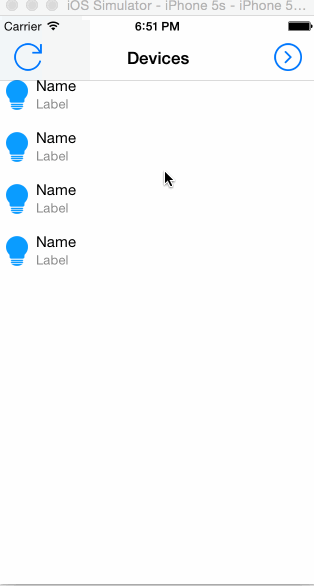 iOS Simulator - iPhone 5s - iPhone 5…
Carrier 6:51 PM
Devices
Name
Label
Name
Label
Name
Label
Name
Label